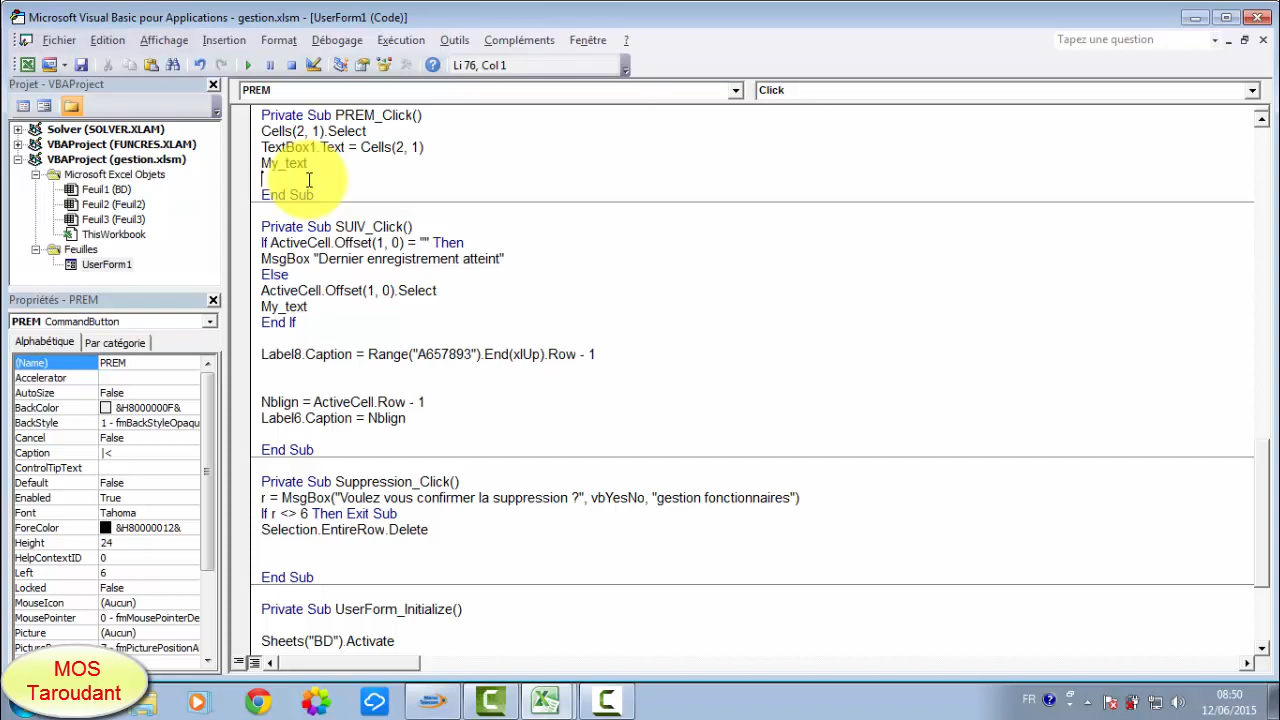 Microsoft Visual Basic pour Applications - gestion.xlsm - [UserForm1 (Code)]
Fichier Edition Affichage Insertion Format Débogage Exécution Outils Compléments Fenêtre ?
Tapez une question
Li 76, Col 1
Projet - VBAProject
Solver (SOLVER.XLAM)
VBAProject (FUNCRES.XLAM)
VBAProject (gestion.xlsm)
Microsoft Excel Objets
Feuil1 (BD)
Feuil2 (Feuil2)
Feuil3 (Feuil3)
ThisWorkbook
Feuilles
UserForm1
Propriétés - PREM
PREM CommandButton
Alphabétique Par catégorie
(Name) PREM
Accelerator
AutoSize False
BackColor &H8000000F&
BackStyle 1 - fmBackStyleOpaqu
Cancel False
Caption |<
ControlTipText
Default False
Enabled True
Font Tahoma
ForeColor &H80000012&
Height 24
HelpContextID 0
Left 6
Locked False
MouseIcon (Aucun)
MousePointer 0 - fmMousePointerDe
Picture (Aucun)
fmPicturePositionA
PREM Click
Private Sub PREM_Click()
Cells(2, 1).Select
TextBox1.Text = Cells(2, 1)
My_text
End Sub
Private Sub SUIV_Click()
If ActiveCell.Offset(1, 0) = "" Then
MsgBox "Dernier enregistrement atteint"
Else
ActiveCell.Offset(1, 0).Select
My_text
End If
Label8.Caption = Range("A657893").End(xlUp).Row - 1
Nblign = ActiveCell.Row - 1
Label6.Caption = Nblign
End Sub
Private Sub Suppression_Click()
r = MsgBox("Voulez vous confirmer la suppression ?", vbYesNo, "gestion fonctionnaires")
If r <> 6 Then Exit Sub
Selection.EntireRow.Delete
End Sub
Private Sub UserForm_Initialize()
Sheets("BD").Activate
MOS
Taroudant
FR
08:50
12/06/2015